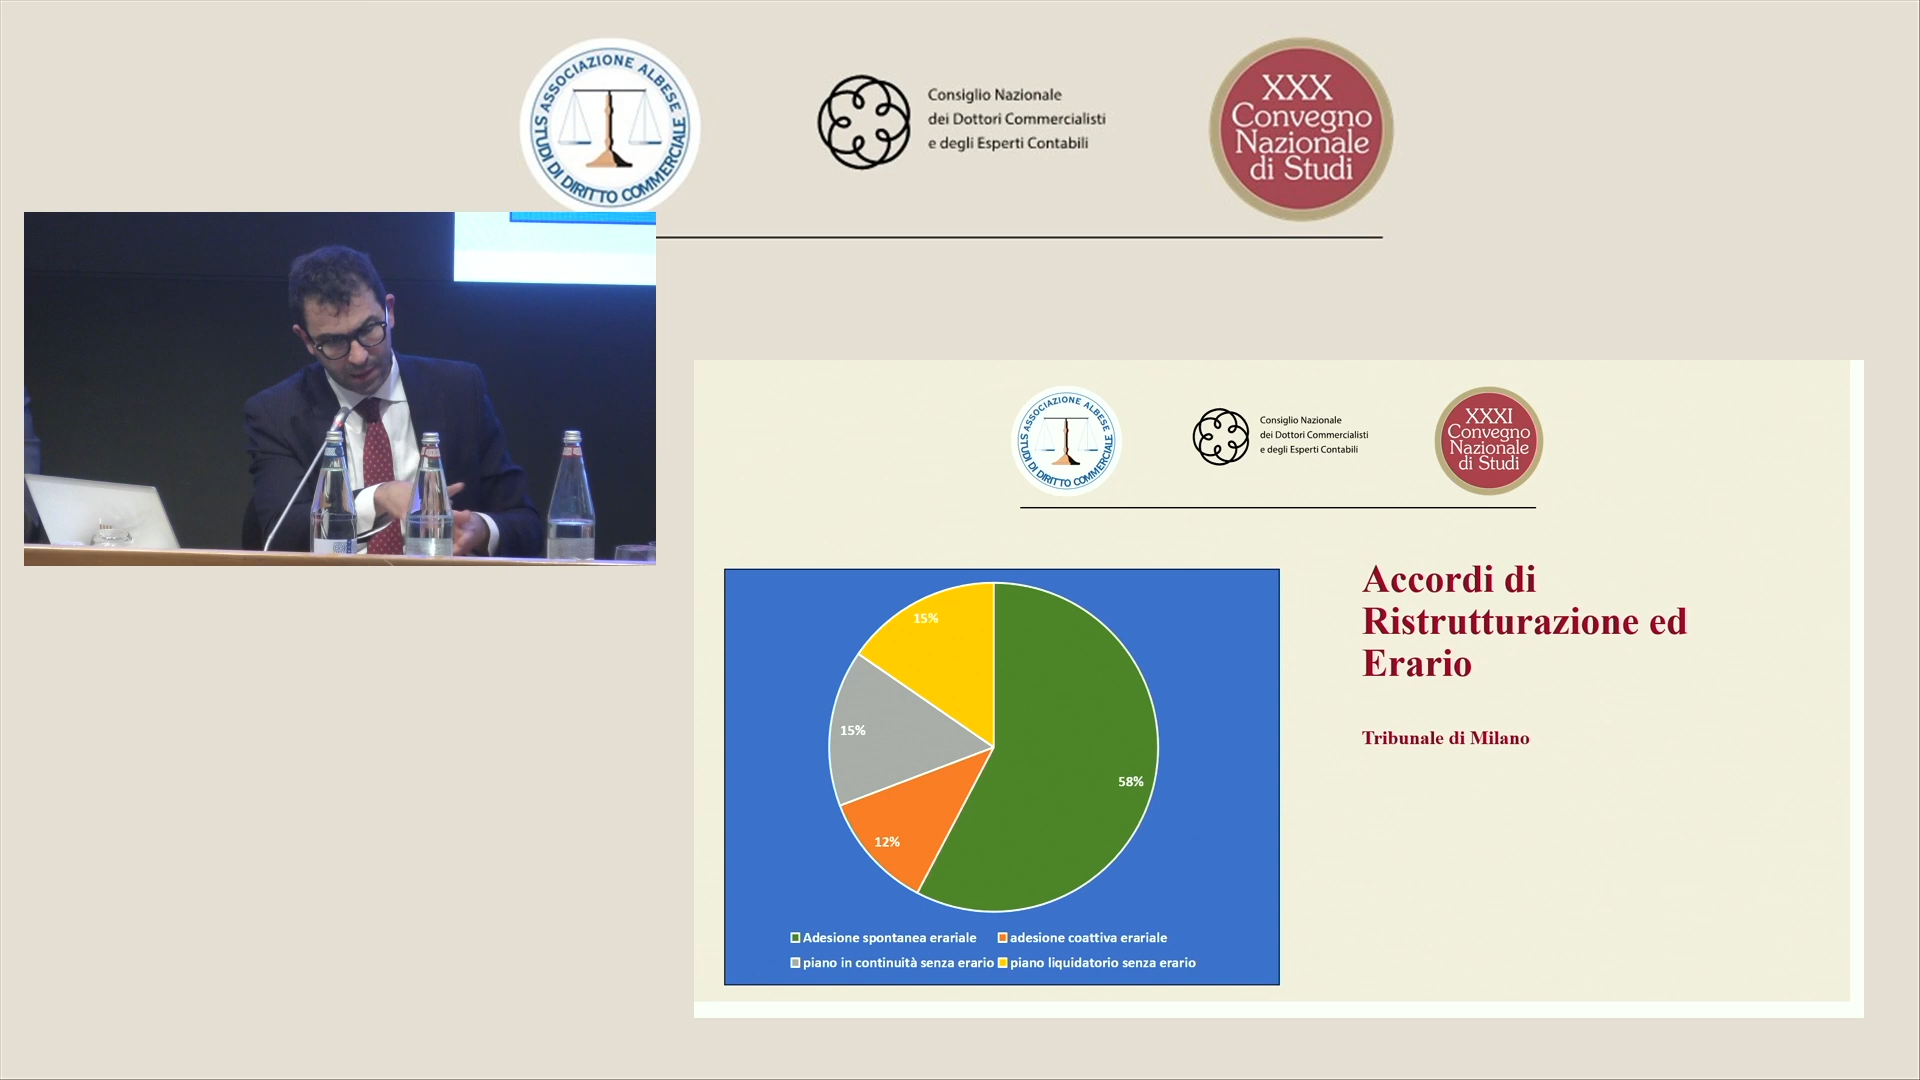 ASSOCIAZIONE ALBESE
STUDI DI DIRITTO COMMERCIALE
Consiglio Nazionale
dei Dottori Commercialisti
e degli Esperti Contabili
XXX
Convegno
Nazionale
di Studi
ASSOCIAZIONE ALBESE
STUDI DI DIRITTO COMMERCIALE
Consiglio Nazionale
dei Dottori Commercialisti
e degli Esperti Contabili
XXXI
Convegno
Nazionale
di Studi
Accordi di
Ristrutturazione ed
Erario
Tribunale di Milano
15%
15%
58%
12%
Adesione spontanea erariale
adesione coattiva erariale
piano in continuità senza erario
piano liquidatorio senza erario